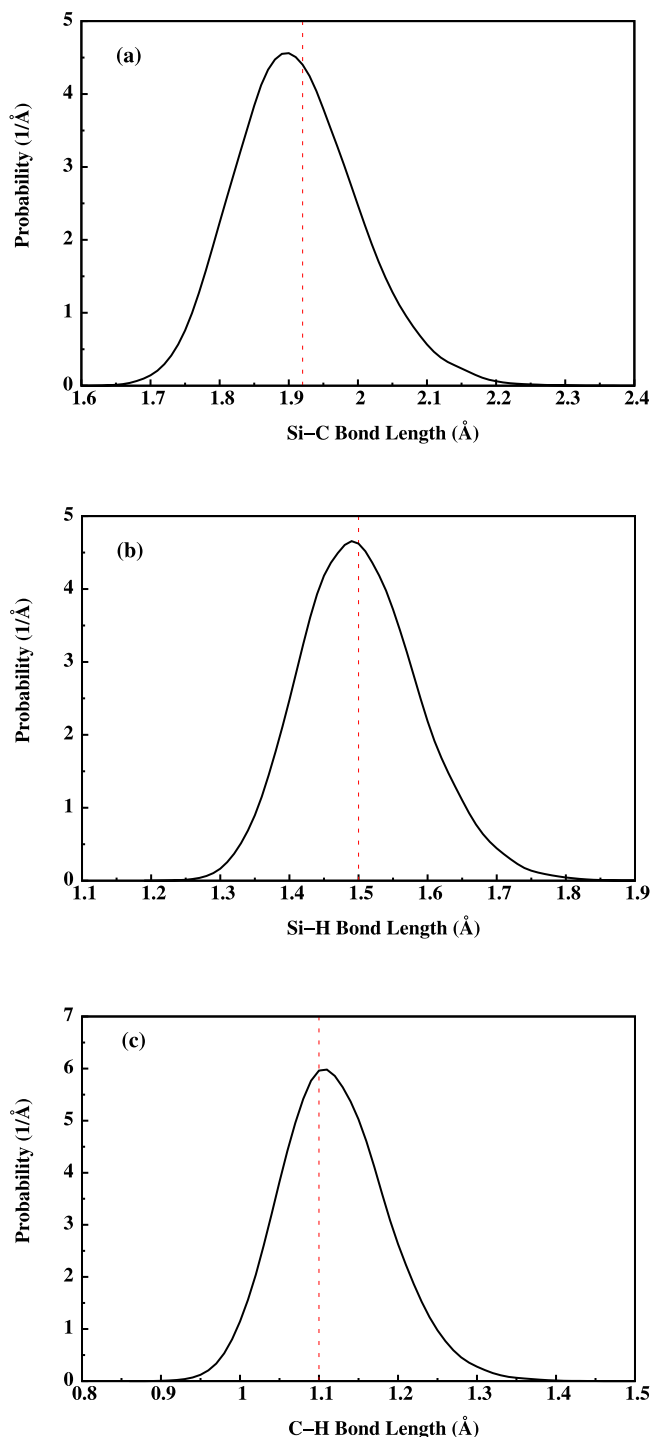 5
(a)
4
3
2
1
0
Probability (1/Å)
1.6 1.7 1.8 1.9 2 2.1 2.2 2.3 2.4
Si–C Bond Length (Å)
5
(b)
4
3
2
1
0
Probability (1/Å)
1.1 1.2 1.3 1.4 1.5 1.6 1.7 1.8 1.9
Si–H Bond Length (Å)
7
(c)
6
5
4
3
2
1
0
Probability (1/Å)
0.8 0.9 1 1.1 1.2 1.3 1.4 1.5
C–H Bond Length (Å)